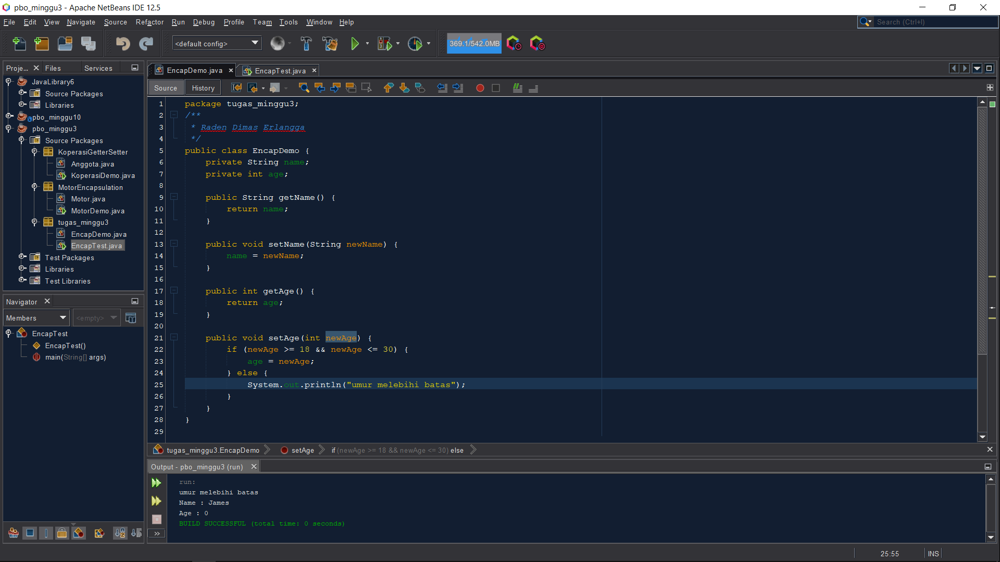 pbo_minggu3 - Apache NetBeans IDE 12.5
File Edit View Navigate Source Refactor Run Debug Profile Team Tools Window Help
Search (Ctrl+I)
<default config>
369.1/542.0MB
Proje... Files Services
JavaLibrary6
Source Packages
Libraries
pbo_minggu10
pbo_minggu3
Source Packages
KoperasiGetterSetter
Anggota.java
KoperasiDemo.java
MotorEncapsulation
Motor.java
MotorDemo.java
tugas_minggu3
EncapDemo.java
EncapTest.java
Test Packages
Libraries
Test Libraries
Navigator
Members <empty>
EncapTest
EncapTest()
main(String[] args)
EncapDemo.java EncapTest.java
Source History
1 package tugas_minggu3;
2 /**
3  * Raden Dimas Erlangga
4  */
5 public class EncapDemo {
6     private String name;
7     private int age;
8
9     public String getName() {
10         return name;
11     }
12
13     public void setName(String newName) {
14         name = newName;
15     }
16
17     public int getAge() {
18         return age;
19     }
20
21     public void setAge(int newAge) {
22         if (newAge >= 18 && newAge <= 30) {
23             age = newAge;
24         } else {
25             System.out.println("umur melebihi batas");
26         }
27     }
28 }
29
tugas_minggu3.EncapDemo setAge if (newAge >= 18 && newAge <= 30) else
Output - pbo_minggu3 (run)
run:
umur melebihi batas
Name : James
Age : 0
BUILD SUCCESSFUL (total time: 0 seconds)
25:55 INS